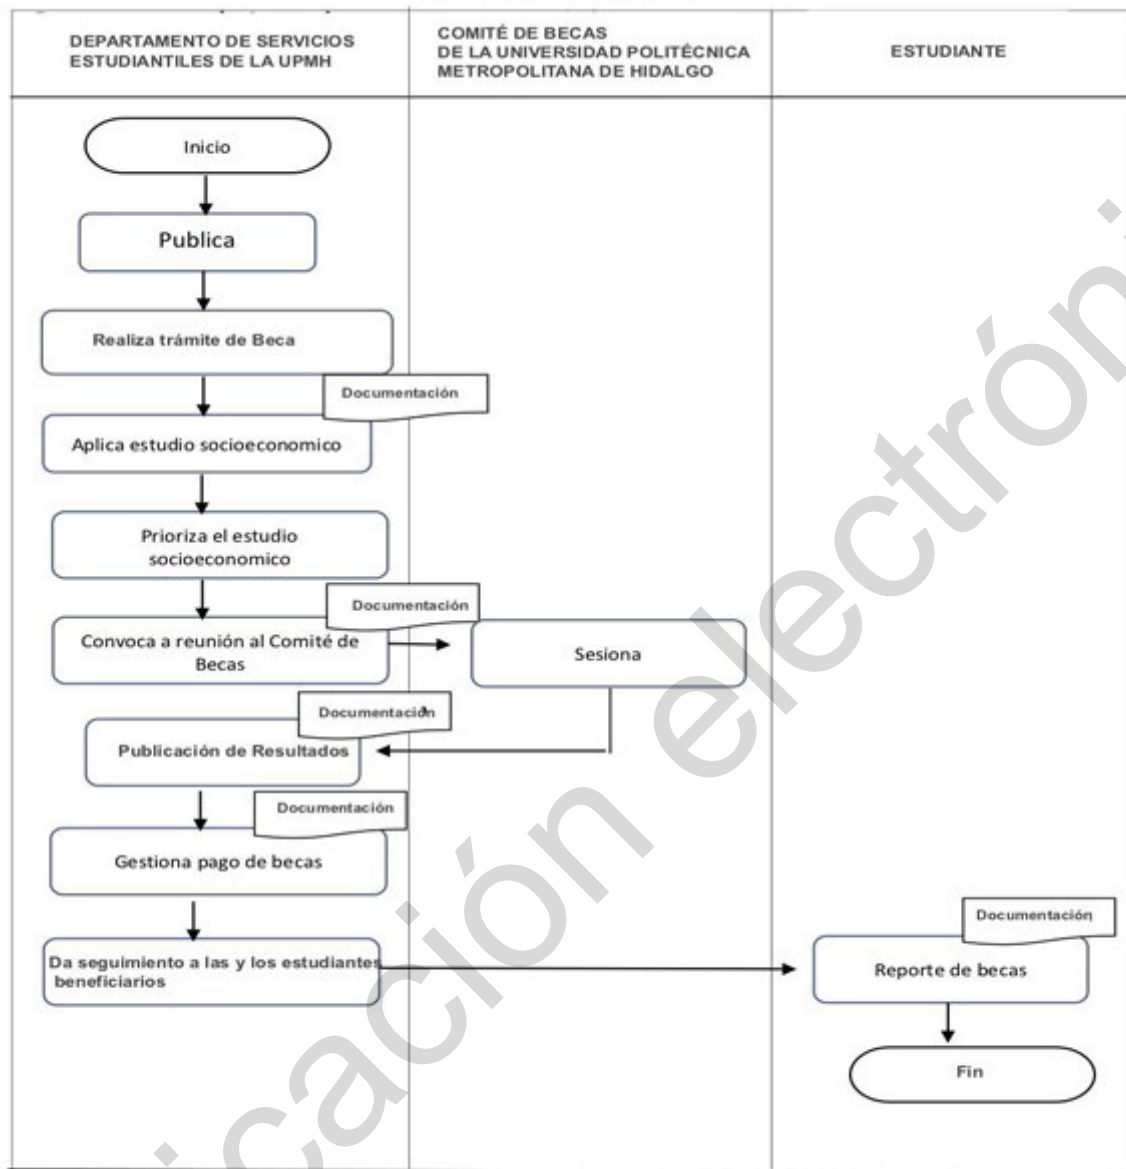 DEPARTAMENTO DE SERVICIOS
ESTUDIANTILES DE LA UPMH
COMITÉ DE BECAS
DE LA UNIVERSIDAD POLITÉCNICA
METROPOLITANA DE HIDALGO
ESTUDIANTE
Inicio
Publica
Realiza trámite de Beca
Documentación
Aplica estudio socioeconomico
Prioriza el estudio
socioeconomico
Documentación
Convoca a reunión al Comité de
Becas
Sesiona
Documentación
Publicación de Resultados
Documentación
Gestiona pago de becas
Da seguimiento a las y los estudiantes
beneficiarios
Documentación
Reporte de becas
Fin